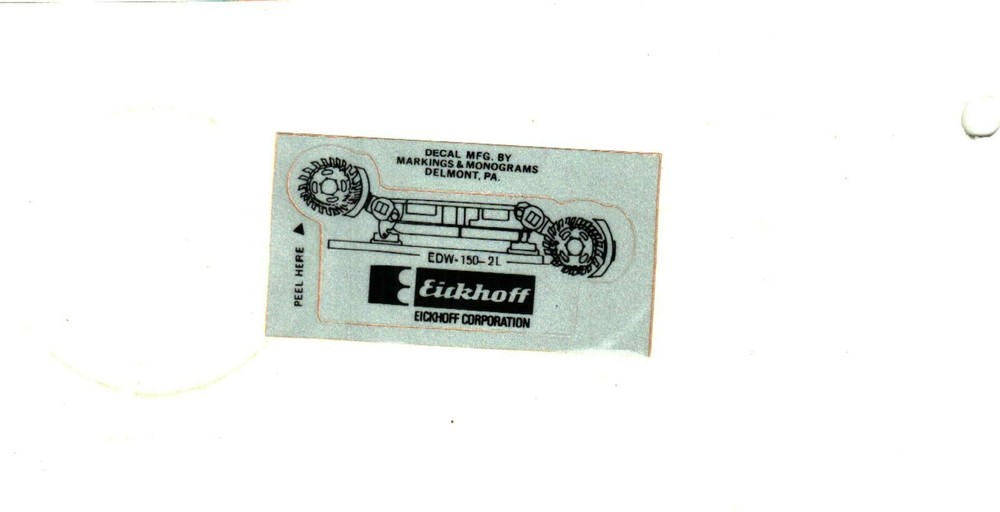 DECAL MFG. BY
MARKINGS & MONOGRAMS
DELMONT, PA.
PEEL HERE
EDW-150-2L
Eickhoff
EICKHOFF CORPORATION